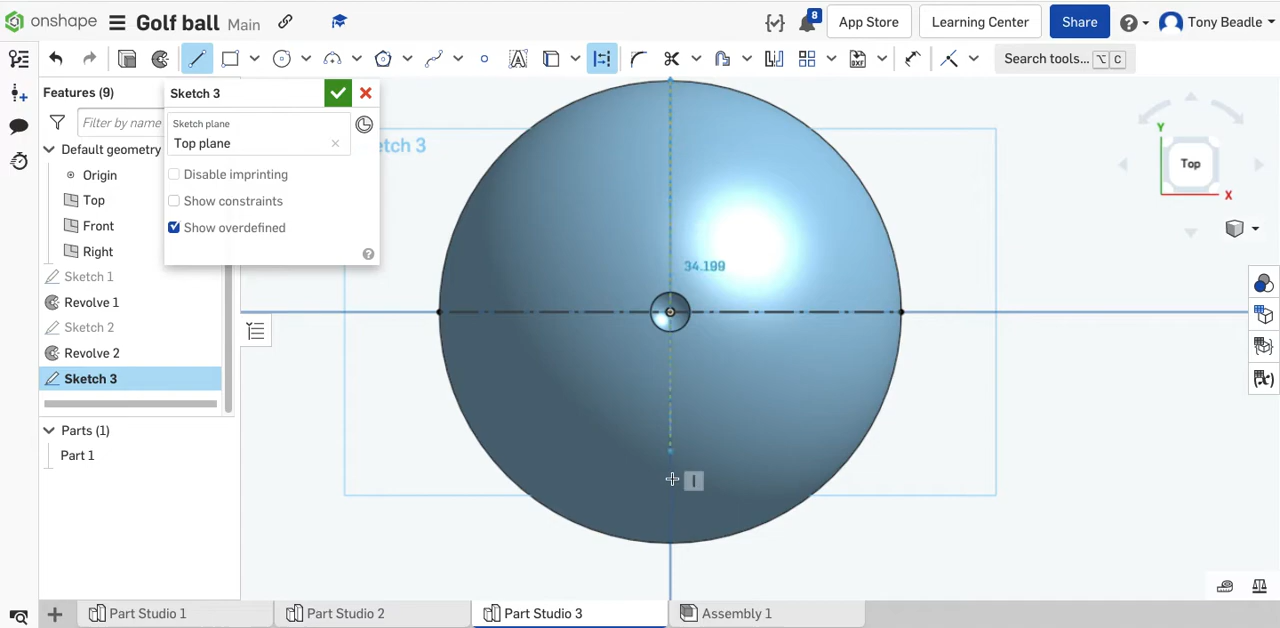 onshape Golf ball Main 8 App Store Learning Center Share Tony Beadle
Search tools... ⌥ C
Features (9)
Filter by name
Default geometry
Origin
Top
Front
Right
Sketch 1
Revolve 1
Sketch 2
Revolve 2
Sketch 3
Parts (1)
Part 1
Sketch 3
Sketch plane
Top plane
Disable imprinting
Show constraints
Show overdefined
etch 3
34.199
Y
Top
X
Part Studio 1 Part Studio 2 Part Studio 3 Assembly 1